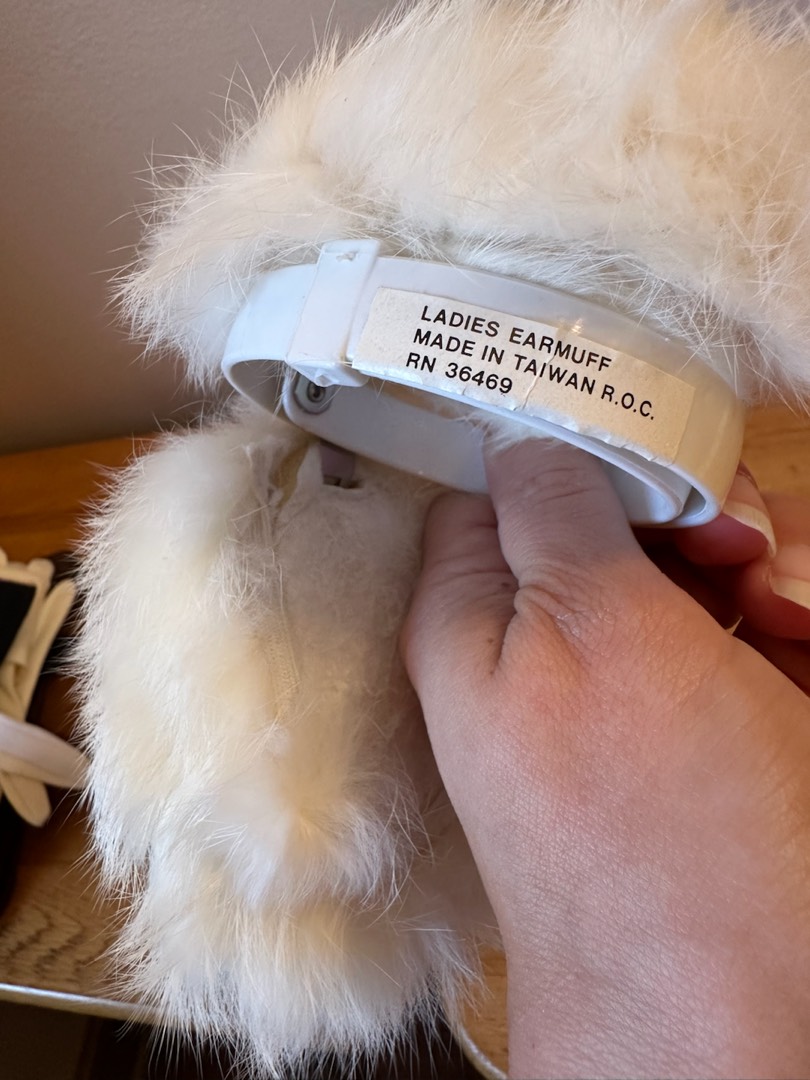 LADIES EARMUFF
MADE IN TAIWAN R.O.C.
RN 36469